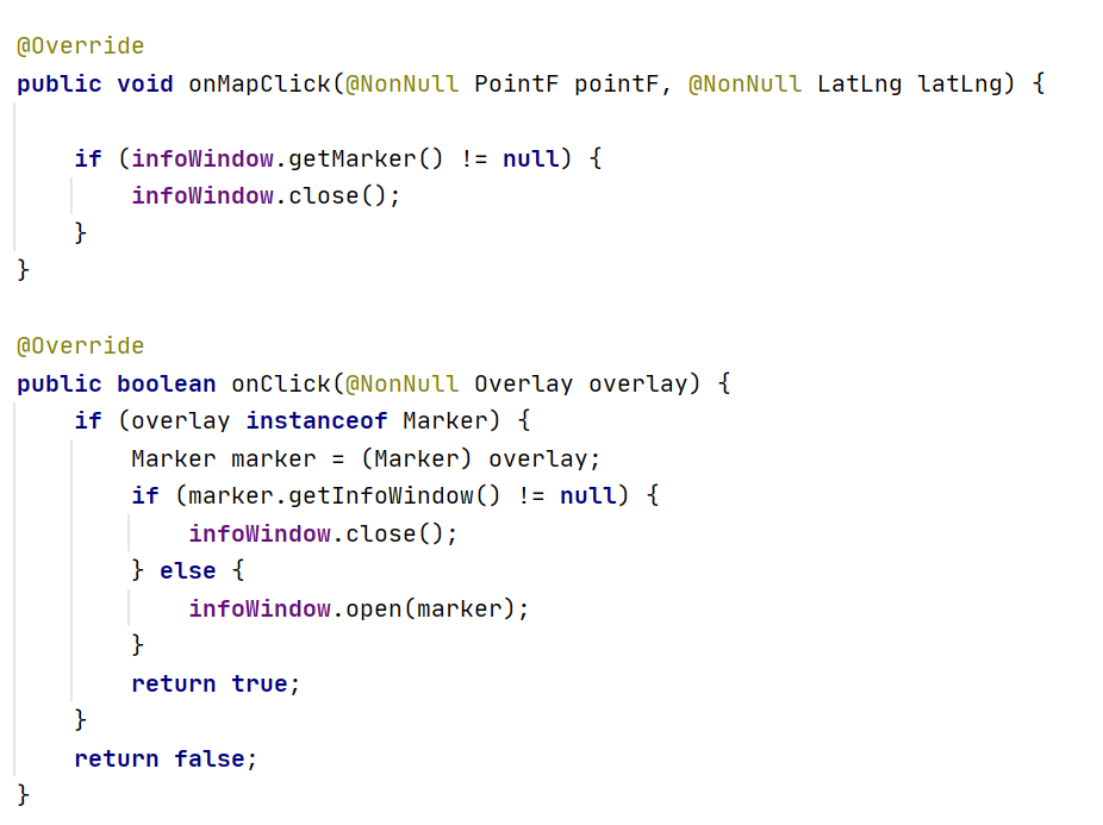 @Override
public void onMapClick(@NonNull PointF pointF, @NonNull LatLng latLng) {
if (infoWindow.getMarker() != null) {
infoWindow.close();
}
}
@Override
public boolean onClick(@NonNull Overlay overlay) {
if (overlay instanceof Marker) {
Marker marker = (Marker) overlay;
if (marker.getInfoWindow() != null) {
infoWindow.close();
} else {
infoWindow.open(marker);
}
return true;
}
return false;
}